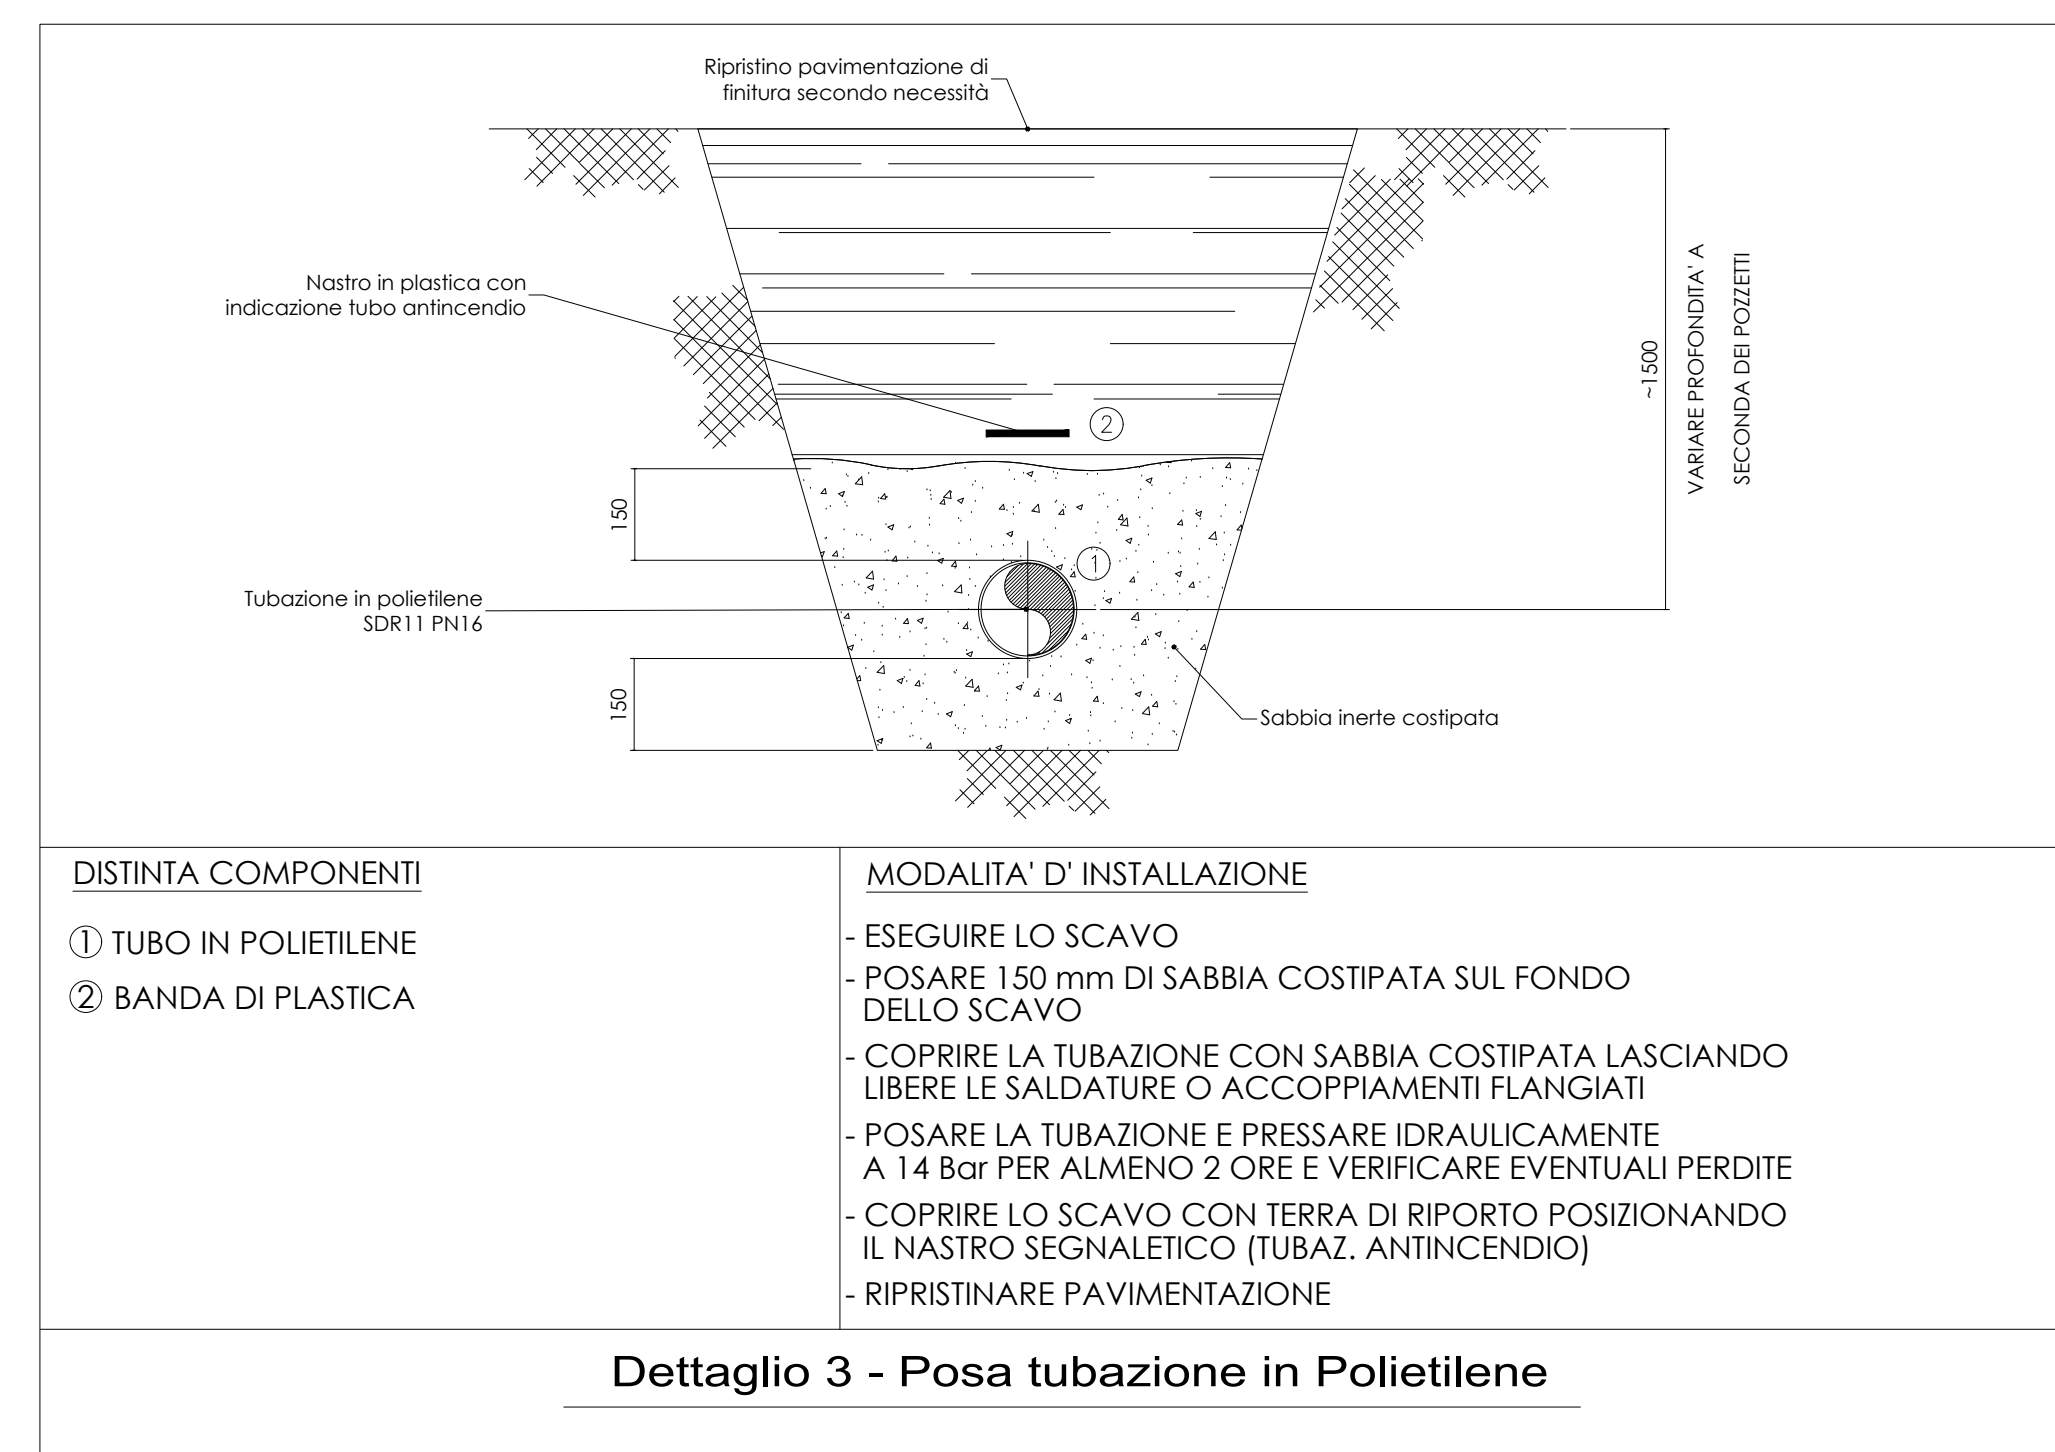 Ripristino pavimentazione di
finitura secondo necessità
Nastro in plastica con
indicazione tubo antincendio
2
~1500
VARIARE PROFONDITA' A
SECONDA DEI POZZETTI
150
1
Tubazione in polietilene
SDR11 PN16
150
Sabbia inerte costipata
DISTINTA COMPONENTI
1 TUBO IN POLIETILENE
2 BANDA DI PLASTICA
MODALITA' D' INSTALLAZIONE
- ESEGUIRE LO SCAVO
- POSARE 150 mm DI SABBIA COSTIPATA SUL FONDO
DELLO SCAVO
- COPRIRE LA TUBAZIONE CON SABBIA COSTIPATA LASCIANDO
LIBERE LE SALDATURE O ACCOPPIAMENTI FLANGIATI
- POSARE LA TUBAZIONE E PRESSARE IDRAULICAMENTE
A 14 Bar PER ALMENO 2 ORE E VERIFICARE EVENTUALI PERDITE
- COPRIRE LO SCAVO CON TERRA DI RIPORTO POSIZIONANDO
IL NASTRO SEGNALETICO (TUBAZ. ANTINCENDIO)
- RIPRISTINARE PAVIMENTAZIONE
Dettaglio 3 - Posa tubazione in Polietilene